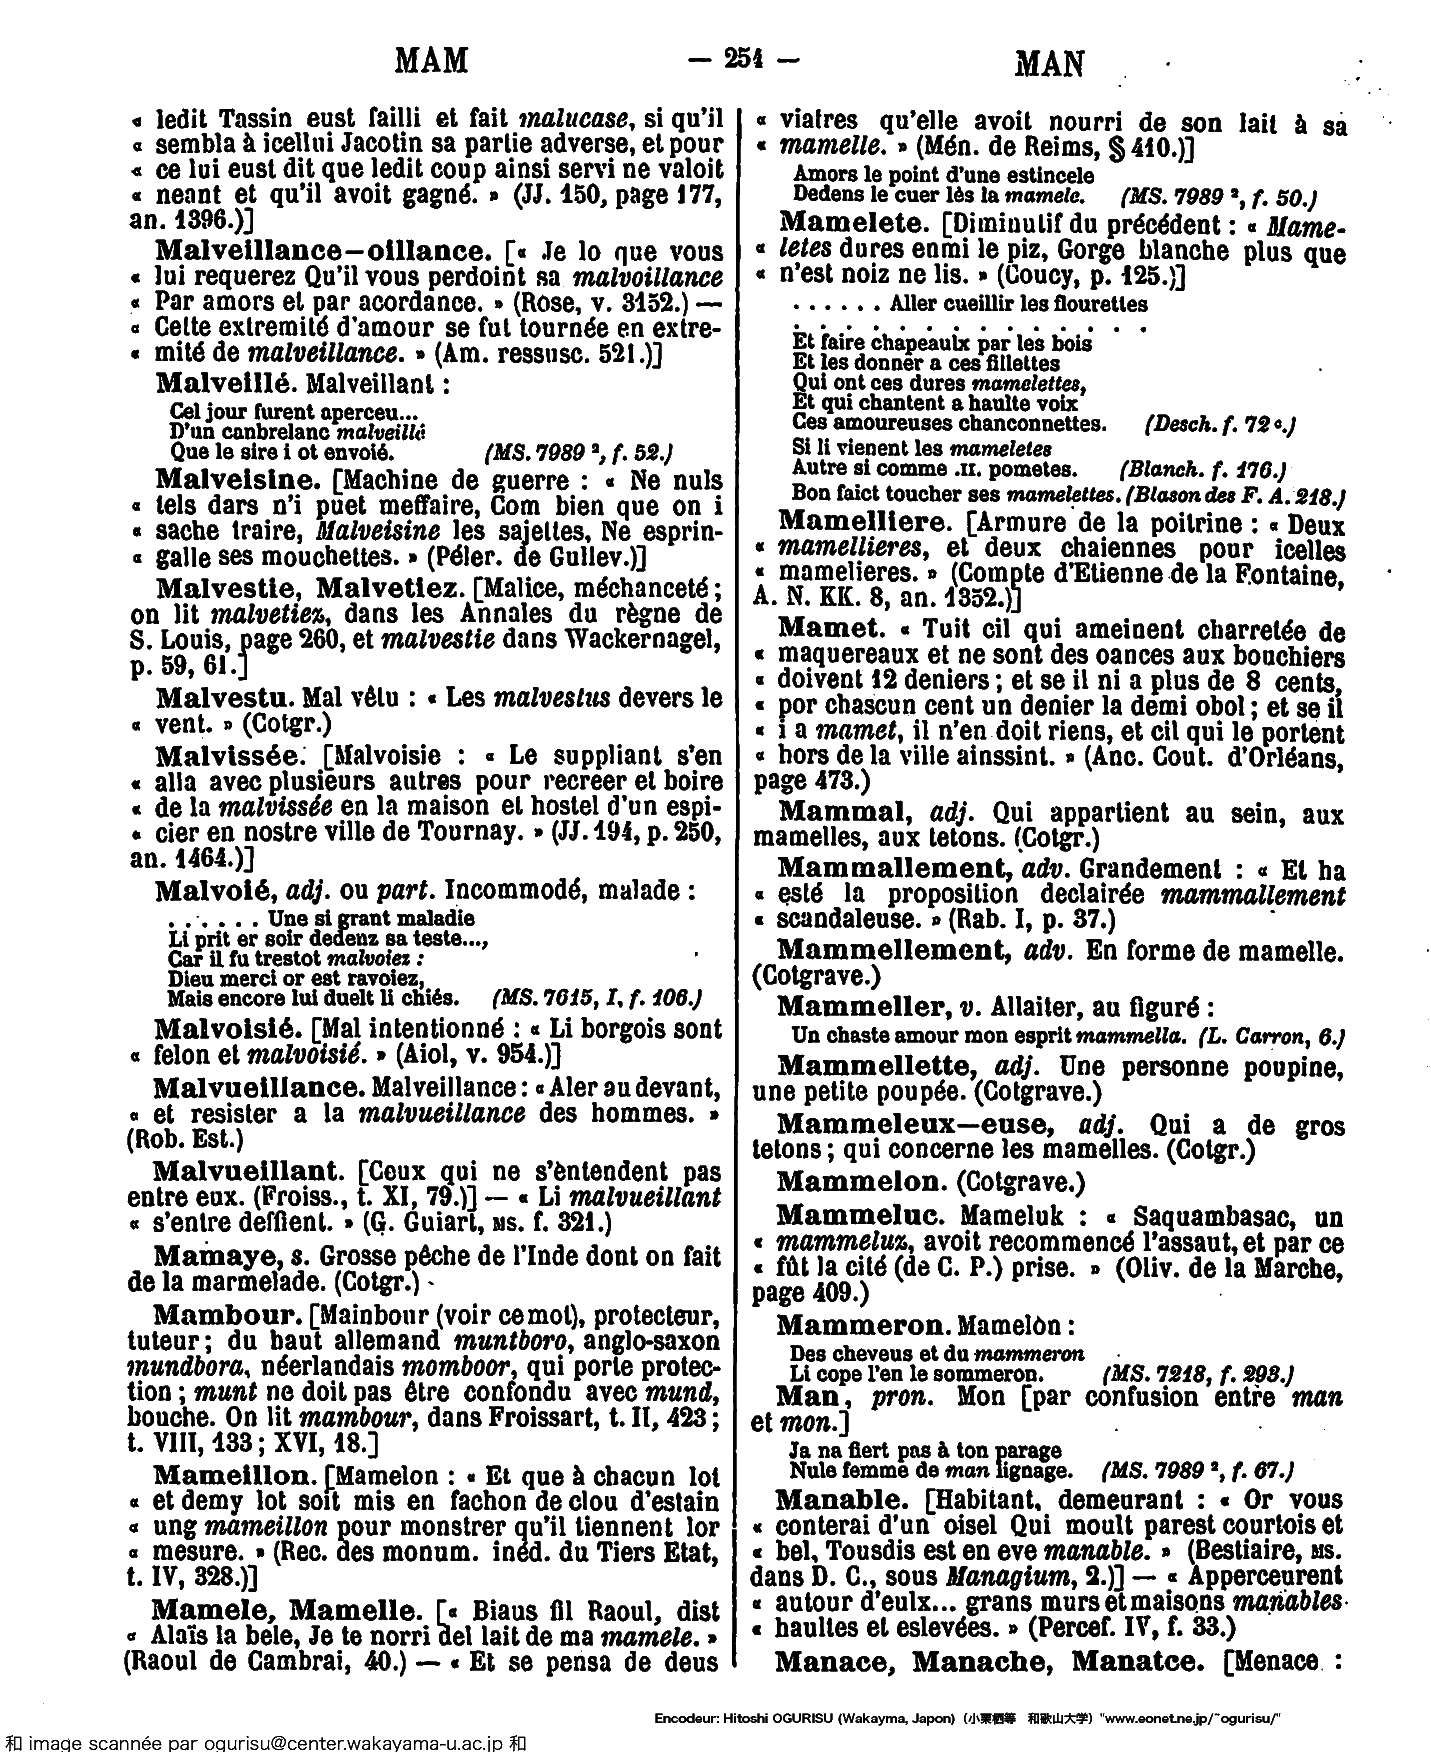 MAM
— 254 —
MAN
« ledit Tassin eust failli et fait malucase, si qu'il
« sembla à icellui Jacotin sa partie adverse, et pour
« ce lui eust dit que ledit coup ainsi servi ne valoit
« neant et qu'il avoit gagné. » (JJ. 150, page 177,
an. 1396.)]
Malveillance—oillance. [« Je lo que vous
« lui requerez Qu'il vous perdoint sa malvoillance
« Par amors et par acordance. » (Rose, v. 3152.) —
« Cette extremité d'amour se fut tournée en extre-
« mité de malveillance. » (Am. ressusc. 521.)]
Malveillé. Malveillant :
Cel jour furent aperceu...
D'un canbrelanc malveillé
Que le sire i ot envoié. (MS. 7989 ², f. 52.)
Malveisine. [Machine de guerre : « Ne nuls
« tels dars n'i puet meffaire, Com bien que on i
« sache traire, Malveisine les sajettes, Ne esprin-
« galle ses mouchettes. » (Péler. de Gullev.)]
Malvestie, Malvetiez. [Malice, méchanceté ;
on lit malvetiez, dans les Annales du règne de
S. Louis, page 260, et malvestie dans Wackernagel,
p. 59, 61.]
Malvestu. Mal vêtu : « Les malvestus devers le
« vent. » (Cotgr.)
Malvissée. [Malvoisie : « Le suppliant s'en
« alla avec plusieurs autres pour recreer et boire
« de la malvissée en la maison et hostel d'un espi-
« cier en nostre ville de Tournay. » (JJ. 194, p. 250,
an. 1464.)]
Malvoié, adj. ou part. Incommodé, malade :
. . . . . . Une si grant maladie
Li prit er soir dedenz sa teste...,
Car il fu trestot malvoiez :
Dieu merci or est ravoiez,
Mais encore lui duelt li chiés. (MS. 7615, I, f. 106.)
Malvoisié. [Mal intentionné : « Li borgois sont
« felon et malvoisié. » (Aiol, v. 954.)]
Malvueillance. Malveillance : « Aler au devant,
« et resister a la malvueillance des hommes. »
(Rob. Est.)
Malvueillant. [Ceux qui ne s'entendent pas
entre eux. (Froiss., t. XI, 79.)] — « Li malvueillant
« s'entre deffient. » (G. Guiart, MS. f. 321.)
Mamaye, s. Grosse pêche de l'Inde dont on fait
de la marmelade. (Cotgr.)
Mambour. [Mainbour (voir ce mot), protecteur,
tuteur ; du haut allemand muntboro, anglo-saxon
mundbora, néerlandais momboor, qui porte protec-
tion ; munt ne doit pas être confondu avec mund,
bouche. On lit mambour, dans Froissart, t. II, 423 ;
t. VIII, 133 ; XVI, 18.]
Mameillon. [Mamelon : « Et que à chacun lot
« et demy lot soit mis en fachon de clou d'estain
« ung mameillon pour monstrer qu'il tiennent lor
« mesure. » (Rec. des monum. inéd. du Tiers Etat,
t. IV, 328.)]
Mamele, Mamelle. [« Biaus fil Raoul, dist
« Alaïs la bele, Je te norri del lait de ma mamele. »
(Raoul de Cambrai, 40.) — « Et se pensa de deus
« viatres qu'elle avoit nourri de son lait à sa
« mamelle. » (Mén. de Reims, § 410.)]
Amors le point d'une estincele
Dedens le cuer lès la mamele. (MS. 7989 ², f. 50.)
Mamelete. [Diminutif du précédent : « Mame-
« letes dures enmi le piz, Gorge blanche plus que
« n'est noiz ne lis. » (Coucy, p. 125.)]
. . . . . . Aller cueillir les flourettes
. . . . . . . . . . . . . .
Et faire chapeaulx par les bois
Et les donner a ces fillettes
Qui ont ces dures mamelettes,
Et qui chantent a haulte voix
Ces amoureuses chanconnettes. (Desch. f. 72 c.)
Si li vienent les mameletes
Autre si comme .II. pometes. (Blanch. f. 176.)
Bon faict toucher ses mamelettes. (Blason des F. A. 218.)
Mamelliere. [Armure de la poitrine : « Deux
« mamellieres, et deux chaiennes pour icelles
« mamelieres. » (Compte d'Etienne de la Fontaine,
A. N. KK. 8, an. 1352.)]
Mamet. « Tuit cil qui ameinent charretée de
« maquereaux et ne sont des oances aux bouchiers
« doivent 12 deniers ; et se il ni a plus de 8 cents,
« por chascun cent un denier la demi obol ; et se il
« i a mamet, il n'en doit riens, et cil qui le portent
« hors de la ville ainssint. » (Anc. Cout. d'Orléans,
page 473.)
Mammal, adj. Qui appartient au sein, aux
mamelles, aux tetons. (Cotgr.)
Mammallement, adv. Grandement : « Et ha
« esté la proposition declairée mammallement
« scandaleuse. » (Rab. I, p. 37.)
Mammellement, adv. En forme de mamelle.
(Cotgrave.)
Mammeller, v. Allaiter, au figuré :
Un chaste amour mon esprit mammella. (L. Carron, 6.)
Mammellette, adj. Une personne poupine,
une petite poupée. (Cotgrave.)
Mammeleux—euse, adj. Qui a de gros
tetons ; qui concerne les mamelles. (Cotgr.)
Mammelon. (Cotgrave.)
Mammeluc. Mameluk : « Saquambasac, un
« mammeluz, avoit recommencé l'assaut, et par ce
« fût la cité (de C. P.) prise. » (Oliv. de la Marche,
page 409.)
Mammeron. Mamelòn :
Des cheveus et du mammeron
Li cope l'en le sommeron. (MS. 7218, f. 293.)
Man, pron. Mon [par confusion entre man
et mon.]
Ja na fiert pas à ton parage
Nule femme de man lignage. (MS. 7989 ², f. 67.)
Manable. [Habitant, demeurant : « Or vous
« conterai d'un oisel Qui moult parest courtois et
« bel, Tousdis est en eve manable. » (Bestiaire, MS.
dans D. C., sous Managium, 2.)] — « Apperceurent
« autour d'eulx... grans murs et maisons manables
« haultes et eslevées. » (Percef. IV, f. 33.)
Manace, Manache, Manatce. [Menace :
Encodeur: Hitoshi OGURISU (Wakayma, Japon) (小栗栖等 和歌山大学) "www.eonet.ne.jp/~ogurisu/"
和 image scannée par ogurisu@center.wakayama-u.ac.jp 和